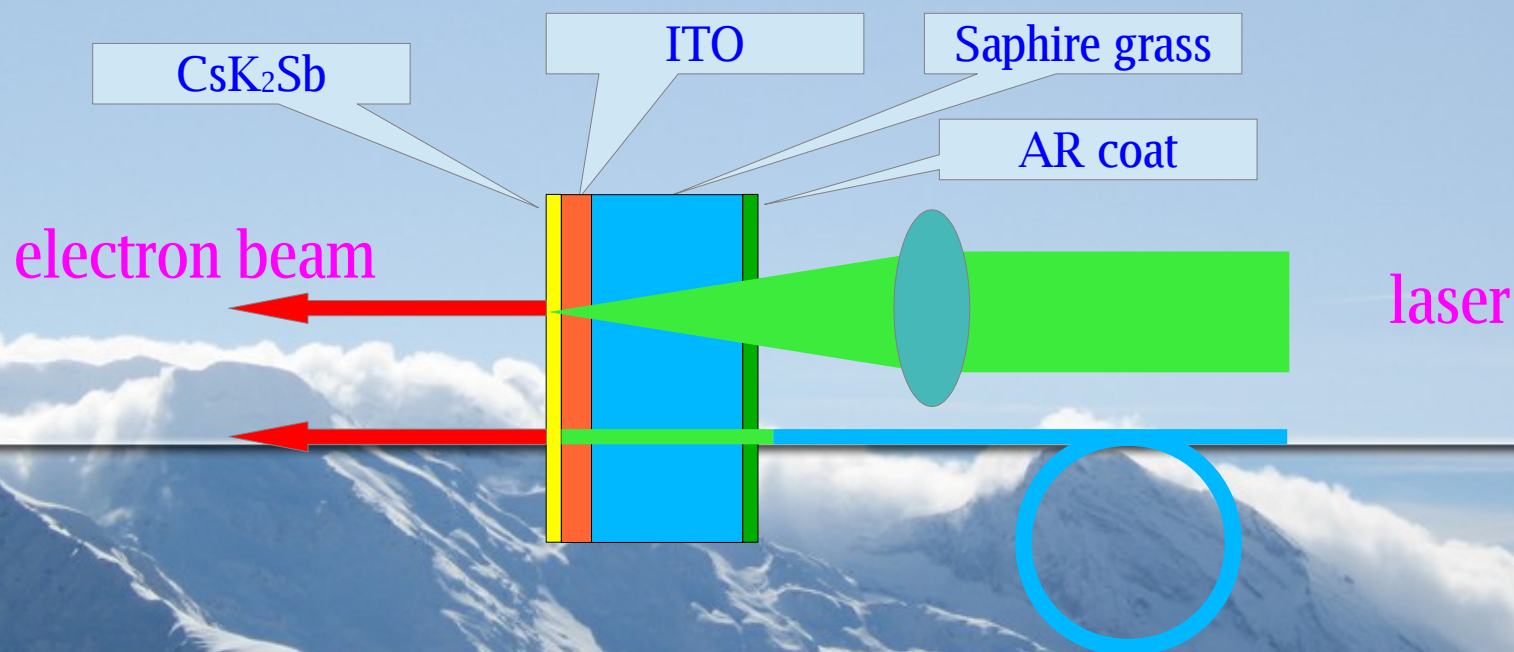 ITO
Saphire grass
CsK₂Sb
AR coat
electron beam
laser